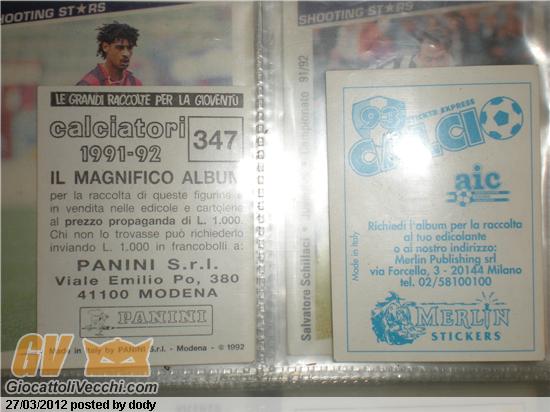 SHOOTING STARS
LE GRANDI RACCOLTE PER LA GIOVENTÙ
calciatori
1991-92
347
IL MAGNIFICO ALBUM
per la raccolta di queste figurine è
in vendita nelle edicole e cartolerie
al prezzo propaganda di L. 1.000.
Chi non lo trovasse può richiederlo
inviando L. 1.000 in francobolli a:
PANINI S.r.l.
Viale Emilio Po, 380
41100 MODENA
PANINI
Made in Italy by PANINI S.r.l. - Modena - © 1992
SHOOTING STARS
Salvatore Schillaci
Campionato 91/92
93
STICKERS EXPRESS
CALCIO
aic
Richiedi l'album per la raccolta
al tuo edicolante
o al nostro indirizzo:
Merlin Publishing srl
via Forcella, 3 - 20144 Milano
tel. 02/58100100
Made in Italy
MERLIN
STICKERS
GV
GiocattoliVecchi.com
27/03/2012 posted by dody